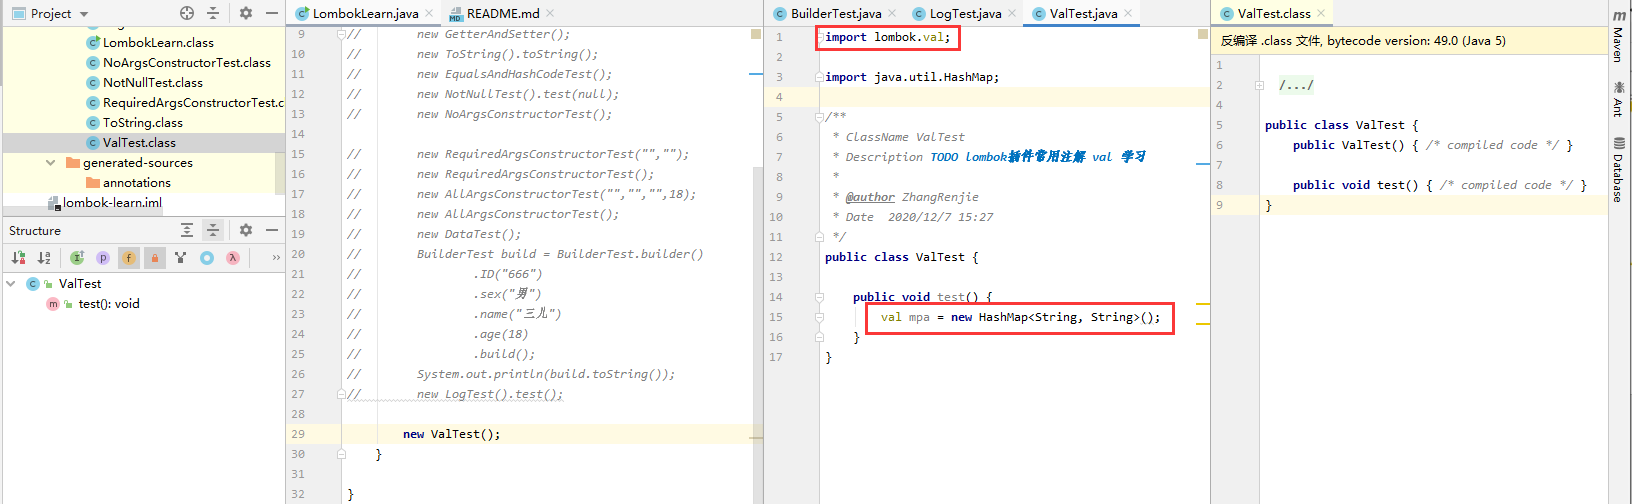 Project
LombokLearn.class
NoArgsConstructorTest.class
NotNullTest.class
RequiredArgsConstructorTest.c
ToString.class
ValTest.class
generated-sources
annotations
lombok-learn.iml
Structure
ValTest
test(): void
LombokLearn.java
README.md
9 // new GetterAndSetter();
10 // new ToString().toString();
11 // new EqualsAndHashCodeTest();
12 // new NotNullTest().test(null);
13 // new NoArgsConstructorTest();
14
15 // new RequiredArgsConstructorTest("","");
16 // new RequiredArgsConstructorTest();
17 // new AllArgsConstructorTest("","","",18);
18 // new AllArgsConstructorTest();
19 // new DataTest();
20 // BuilderTest build = BuilderTest.builder()
21 // .ID("666")
22 // .sex("男")
23 // .name("三儿")
24 // .age(18)
25 // .build();
26 // System.out.println(build.toString());
27 // new LogTest().test();
28
29 new ValTest();
30 }
31
32 }
BuilderTest.java
LogTest.java
ValTest.java
1 import lombok.val;
2
3 import java.util.HashMap;
4
5 /**
6 * ClassName ValTest
7 * Description TODO lombok插件常用注解 val 学习
8 *
9 * @author ZhangRenjie
10 * Date 2020/12/7 15:27
11 */
12 public class ValTest {
13
14 public void test() {
15 val mpa = new HashMap<String, String>();
16 }
17 }
ValTest.class
反编译 .class 文件, bytecode version: 49.0 (Java 5)
1
2 /.../
5 public class ValTest {
6 public ValTest() { /* compiled code */ }
7
8 public void test() { /* compiled code */ }
9 }
Maven
Ant
Database